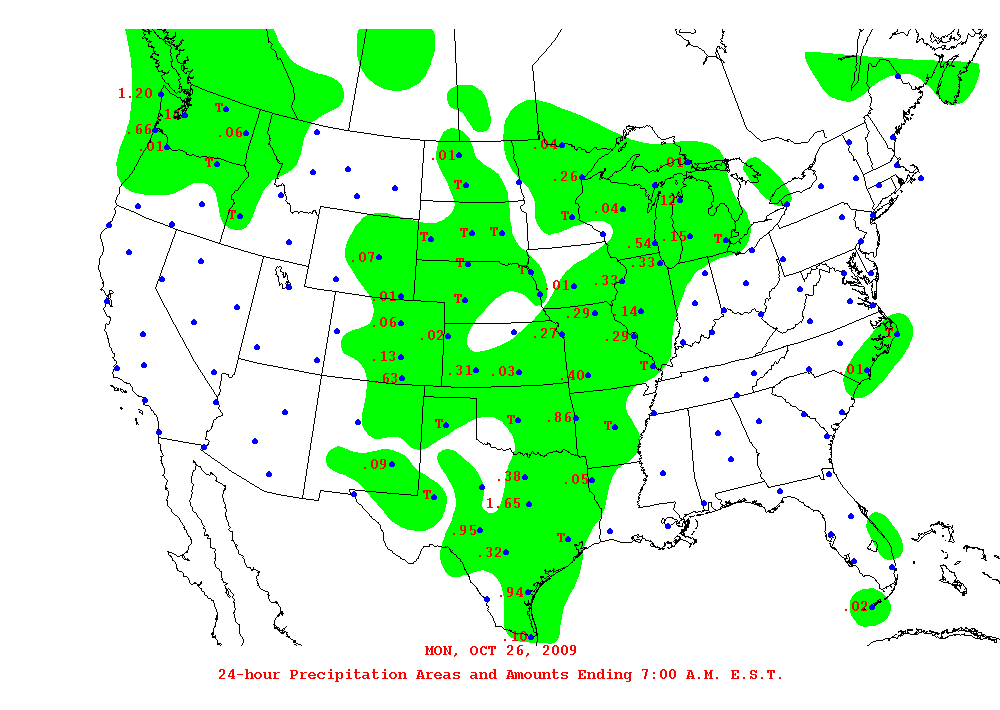 1.20
T
.66
.06
.01
T
T
.04
.01
.01
T
.26
.12
.04
T
T
T
T
.54
.15
T
.07
.33
T
T
.33
.01
.01
T
.14
.29
.06
.02
.27
.29
T
.13
.31
.03
.40
T
.01
.63
T
T
.86
T
.09
.38
.05
T
1.65
.95
T
.32
.94
.02
.10
MON, OCT 26, 2009
24-hour Precipitation Areas and Amounts Ending 7:00 A.M. E.S.T.